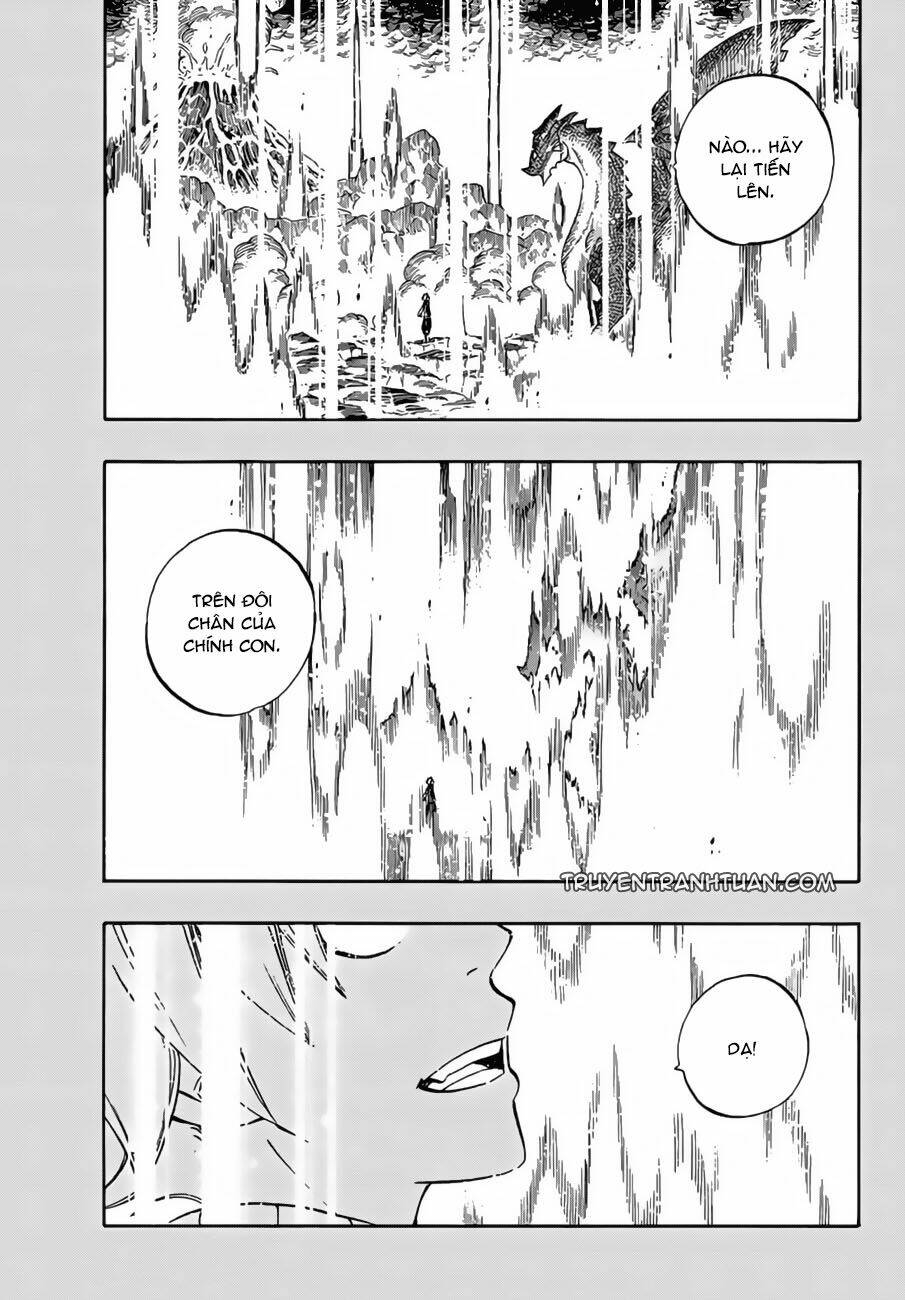 NÀO... HÃY
LẠI TIẾN
LÊN.
TRÊN ĐÔI
CHÂN CỦA
CHÍNH CON.
TRUYENTRANHTUAN.COM
DẠ!